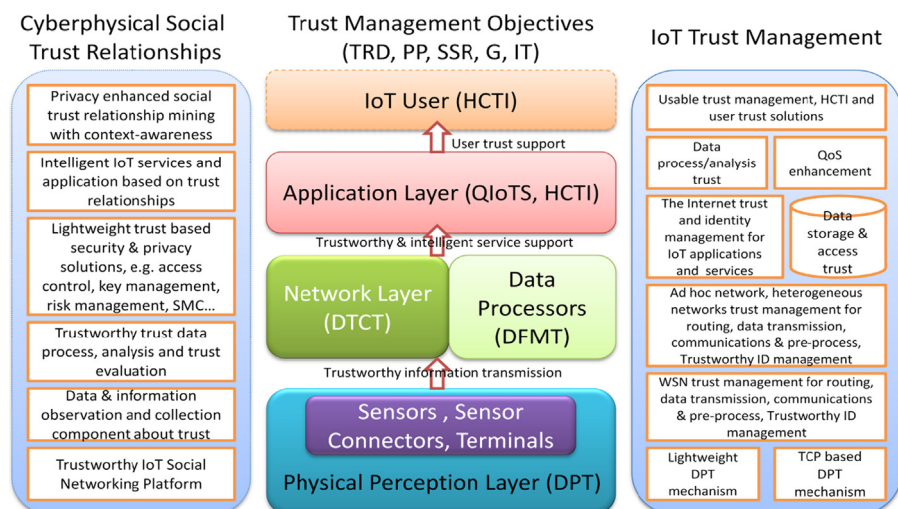 Cyberphysical Social
Trust Relationships
Privacy enhanced social
trust relationship mining
with context-awareness
Intelligent IoT services and
application based on trust
relationships
Lightweight trust based
security & privacy
solutions, e.g. access
control, key management,
risk management, SMC...
Trustworthy trust data
process, analysis and trust
evaluation
Data & information
observation and collection
component about trust
Trustworthy IoT Social
Networking Platform
Trust Management Objectives
(TRD, PP, SSR, G, IT)
IoT User (HCTI)
User trust support
Application Layer (QIoTS, HCTI)
Trustworthy & intelligent service support
Network Layer
(DTCT)
Data
Processors
(DFMT)
Trustworthy information transmission
Sensors , Sensor
Connectors, Terminals
Physical Perception Layer (DPT)
IoT Trust Management
Usable trust management, HCTI and
user trust solutions
Data
process/analysis
trust
QoS
enhancement
The Internet trust
and identity
management for
IoT applications
and services
Data
storage &
access
trust
Ad hoc network, heterogeneous
networks trust management for
routing, data transmission,
communications & pre-process,
Trustworthy ID management
WSN trust management for routing,
data transmission, communications
& pre-process, Trustworthy ID
management
Lightweight
DPT
mechanism
TCP based
DPT
mechanism